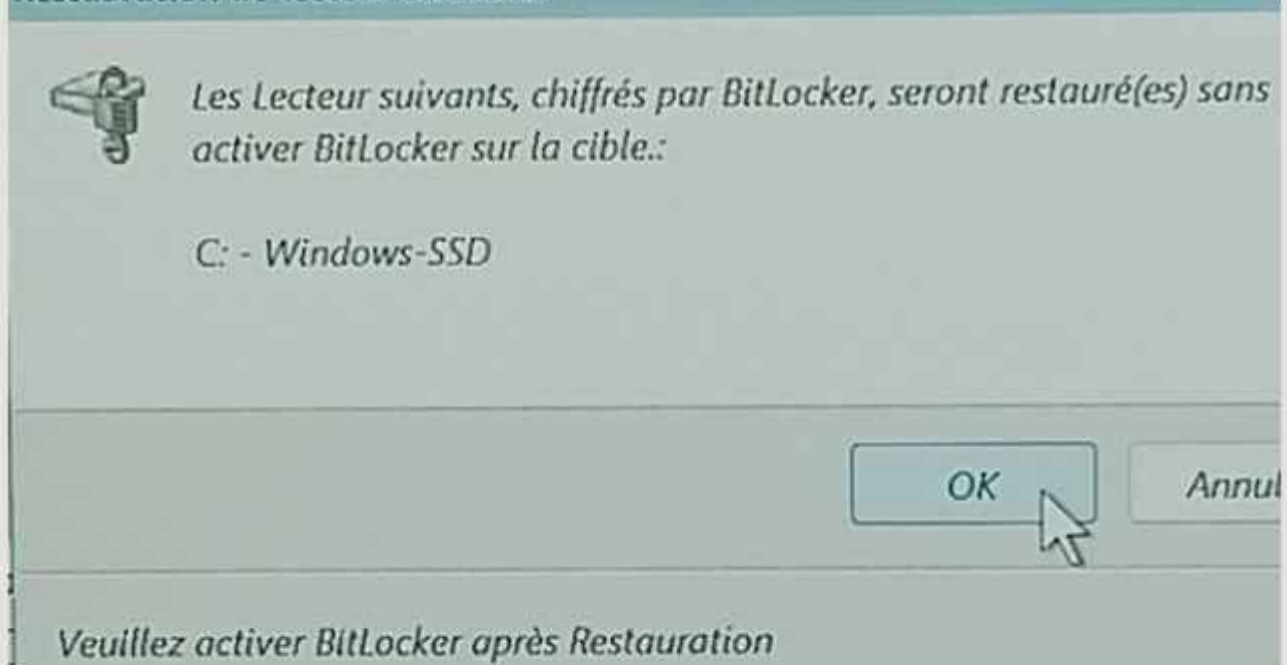 Les Lecteur suivants, chiffrés par BitLocker, seront restauré(es) sans
activer BitLocker sur la cible.:
C: - Windows-SSD
OK
Annul
Veuillez activer BitLocker après Restauration